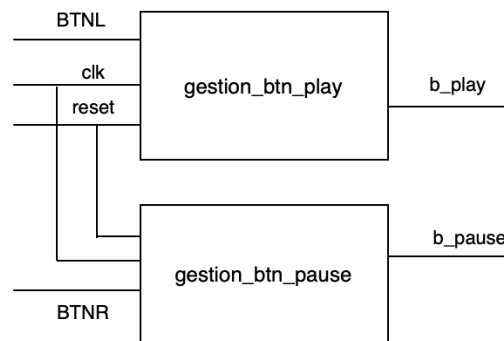 BTNL
clk
reset
gestion_btn_play
b_play
gestion_btn_pause
b_pause
BTNR